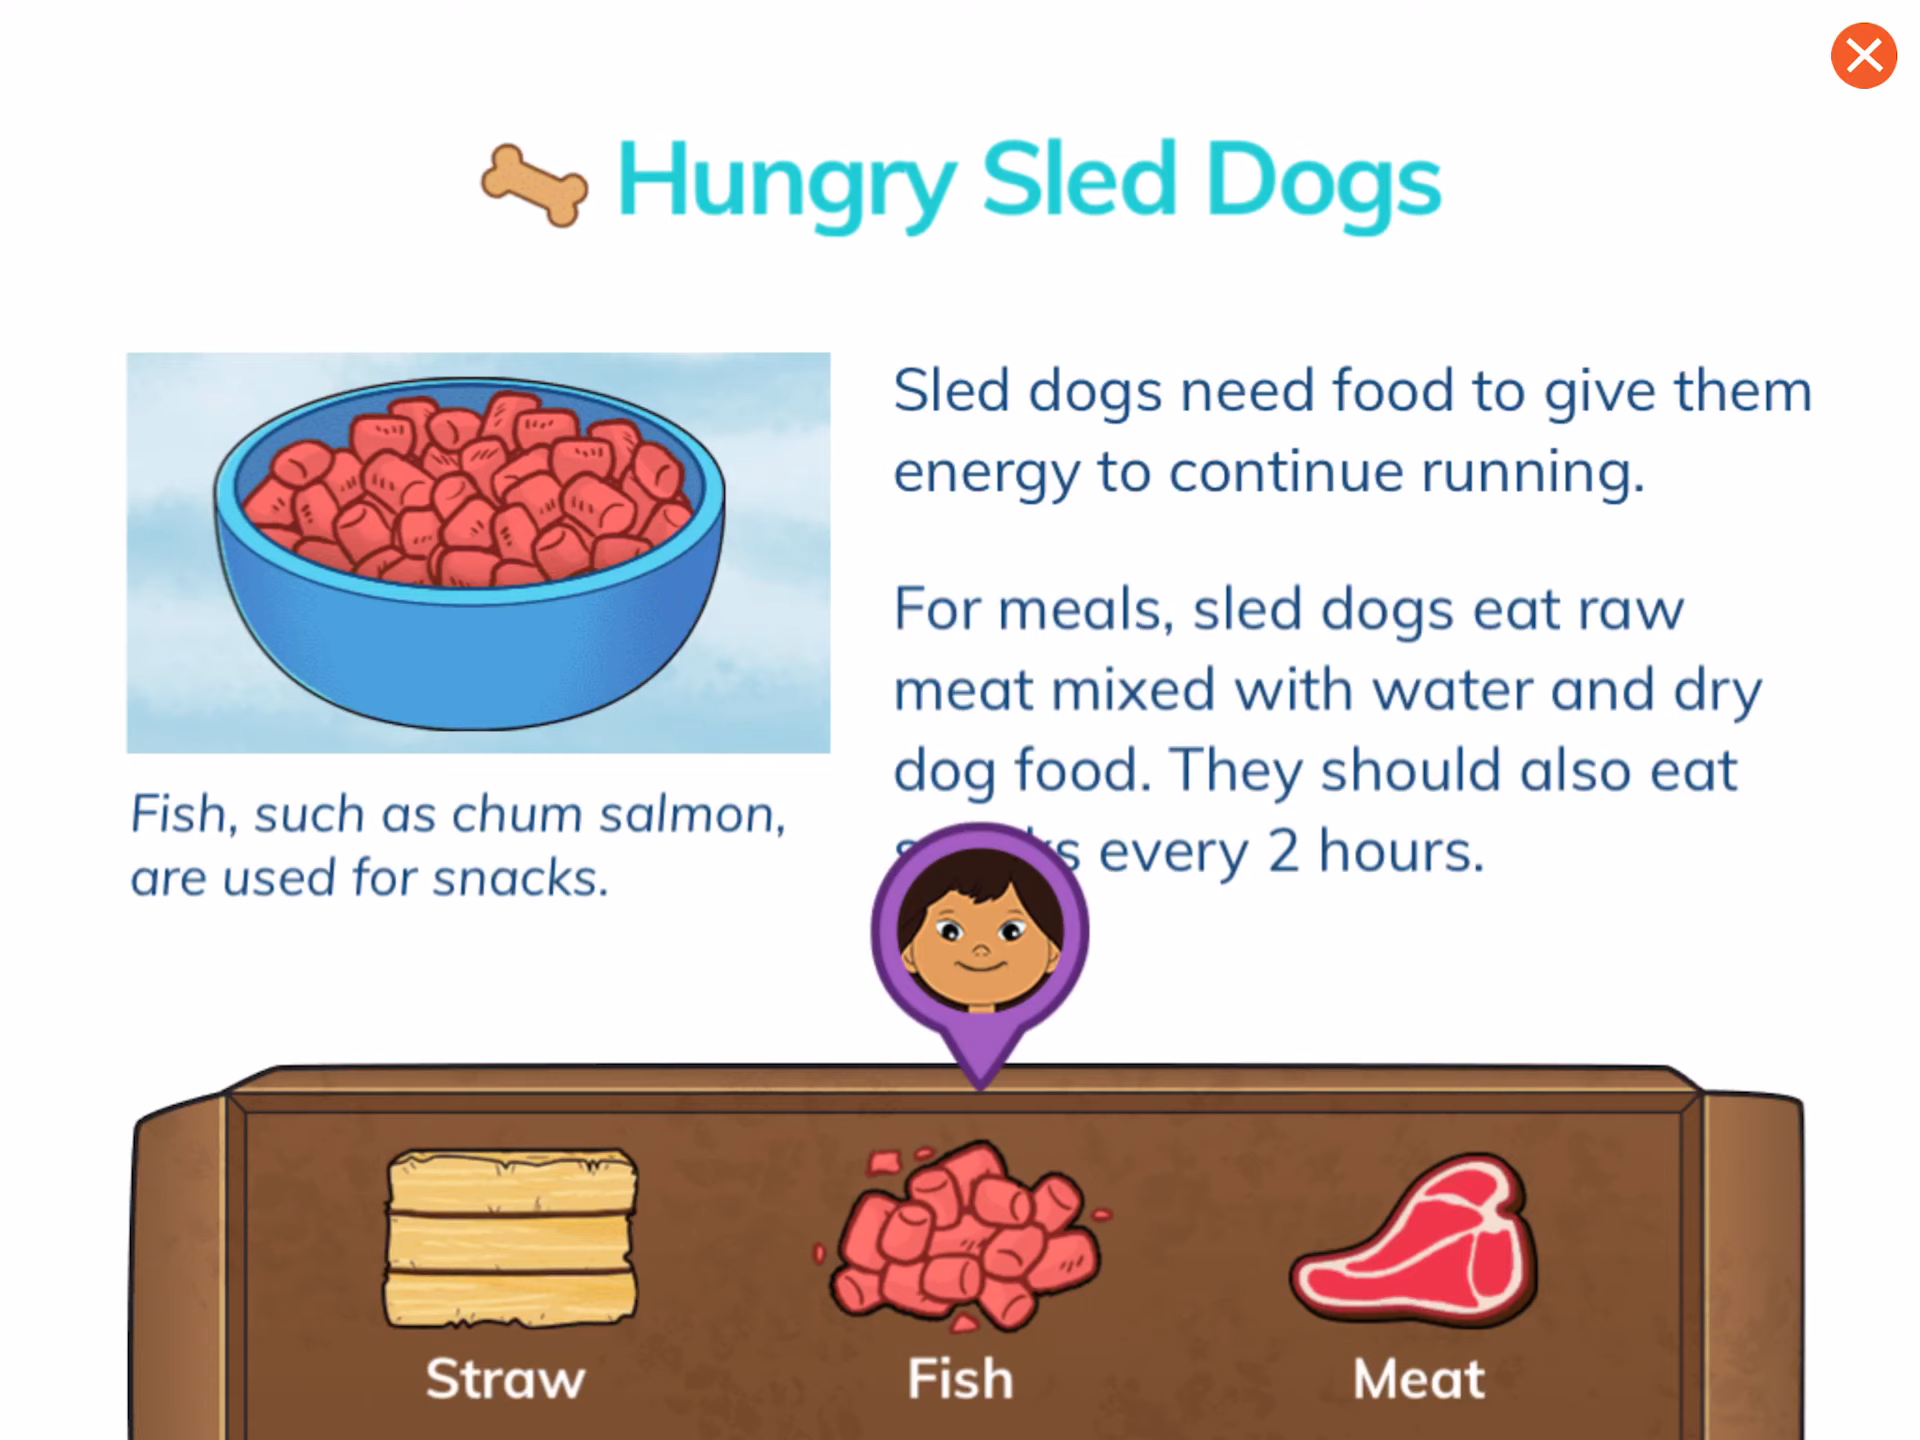 Hungry Sled Dogs
Sled dogs need food to give them
energy to continue running.
For meals, sled dogs eat raw
meat mixed with water and dry
dog food. They should also eat
every 2 hours.
Fish, such as chum salmon,
are used for snacks.
Straw
Fish
Meat